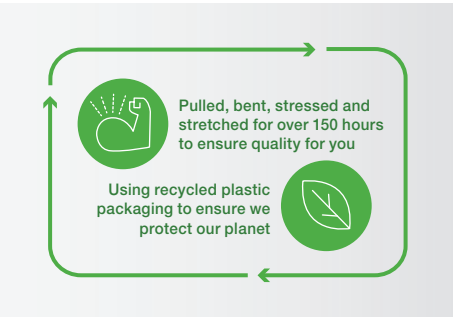 Pulled, bent, stressed and
stretched for over 150 hours
to ensure quality for you
Using recycled plastic
packaging to ensure we
protect our planet